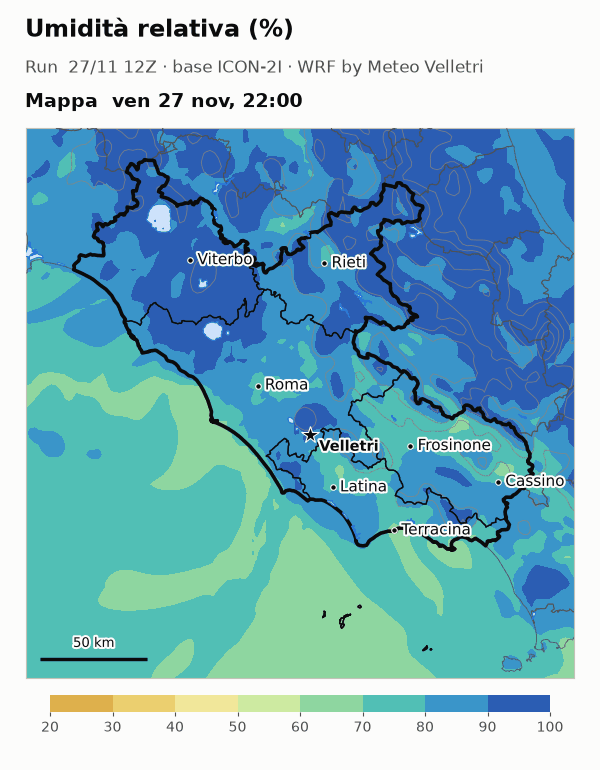 Umidità relativa (%)
Run  27/11 12Z · base ICON-2I · WRF by Meteo Velletri
Mappa  ven 27 nov, 22:00
Viterbo
Rieti
Roma
Velletri
Frosinone
Cassino
Latina
Terracina
50 km
20 30 40 50 60 70 80 90 100